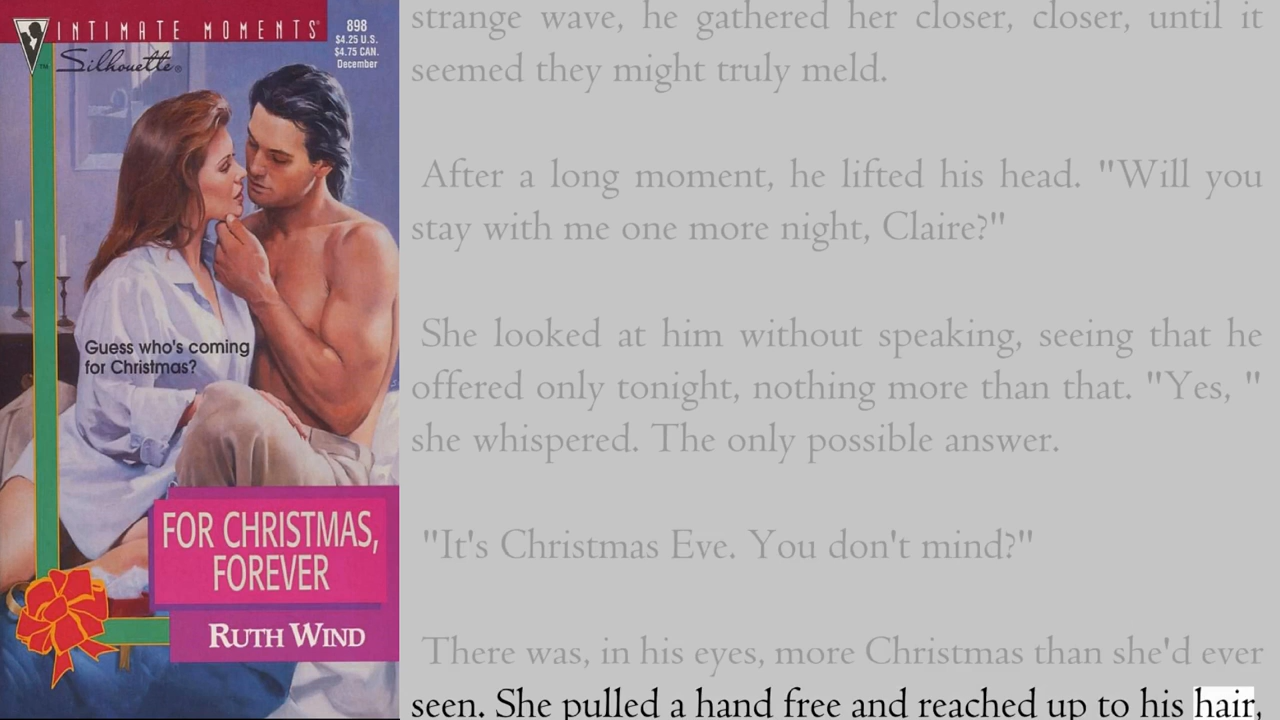 INTIMATE MOMENTS®
898
$4.25 U.S.
$4.75 CAN.
December
TM
Silhouette®
Guess who's coming
for Christmas?
FOR CHRISTMAS,
FOREVER
RUTH WIND
strange wave, he gathered her closer, closer, until it
seemed they might truly meld.
After a long moment, he lifted his head. "Will you
stay with me one more night, Claire?"
She looked at him without speaking, seeing that he
offered only tonight, nothing more than that. "Yes, "
she whispered. The only possible answer.
"It's Christmas Eve. You don't mind?"
There was, in his eyes, more Christmas than she'd ever
seen. She pulled a hand free and reached up to his hair,